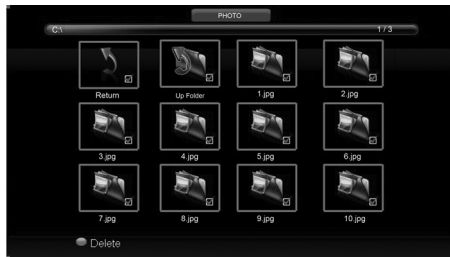 PHOTO
C:\ 1 / 3
Return Up Folder 1.jpg 2.jpg
3.jpg 4.jpg 5.jpg 6.jpg
7.jpg 8.jpg 9.jpg 10.jpg
Delete